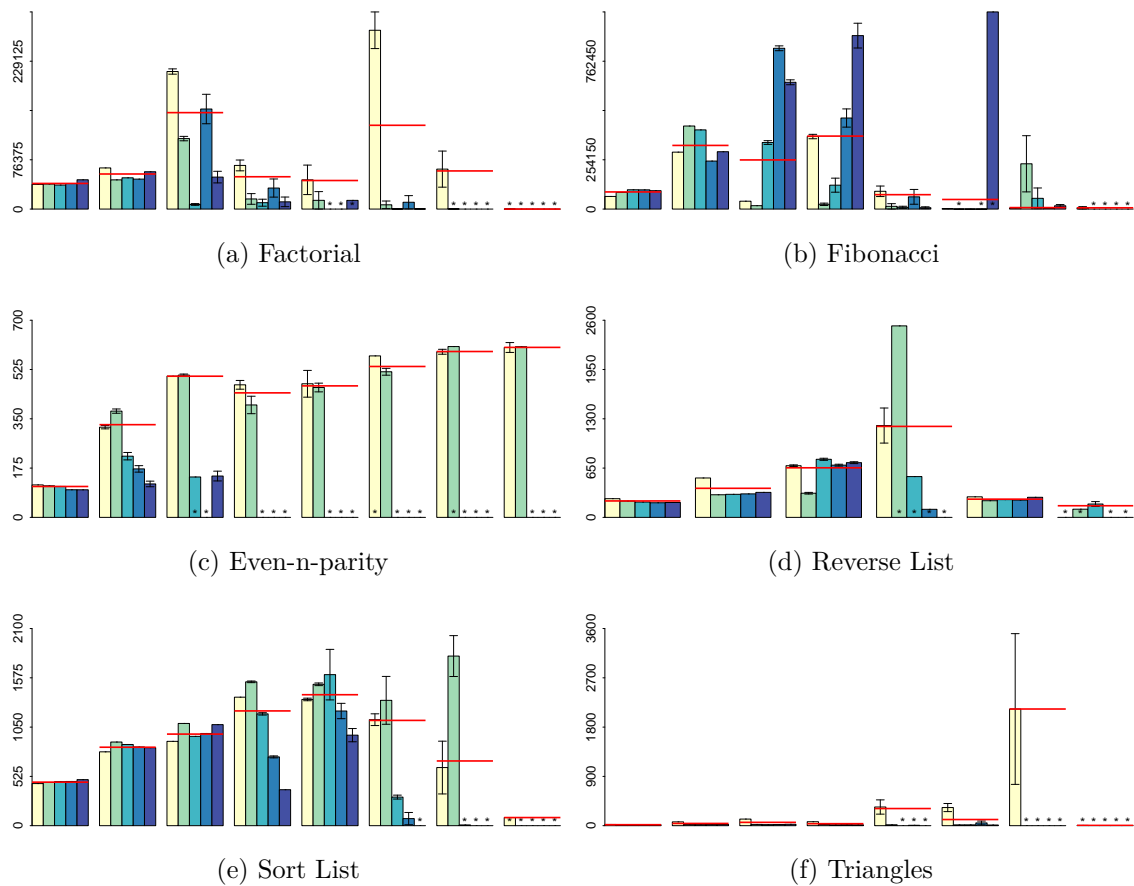 229125
76375
0
* * *
* * * *
* * * * *
(a) Factorial
762450
254150
0
* * *
* * * *
(b) Fibonacci
700
525
350
175
0
* *
* * *
* * *
* * * *
* * * *
* * *
(c) Even-n-parity
2600
1950
1300
650
0
* * * *
* * * *
(d) Reverse List
2100
1575
1050
525
0
*
* * *
* * * * *
(e) Sort List
3600
2700
1800
900
0
* * *
* * * *
* * * * *
(f) Triangles